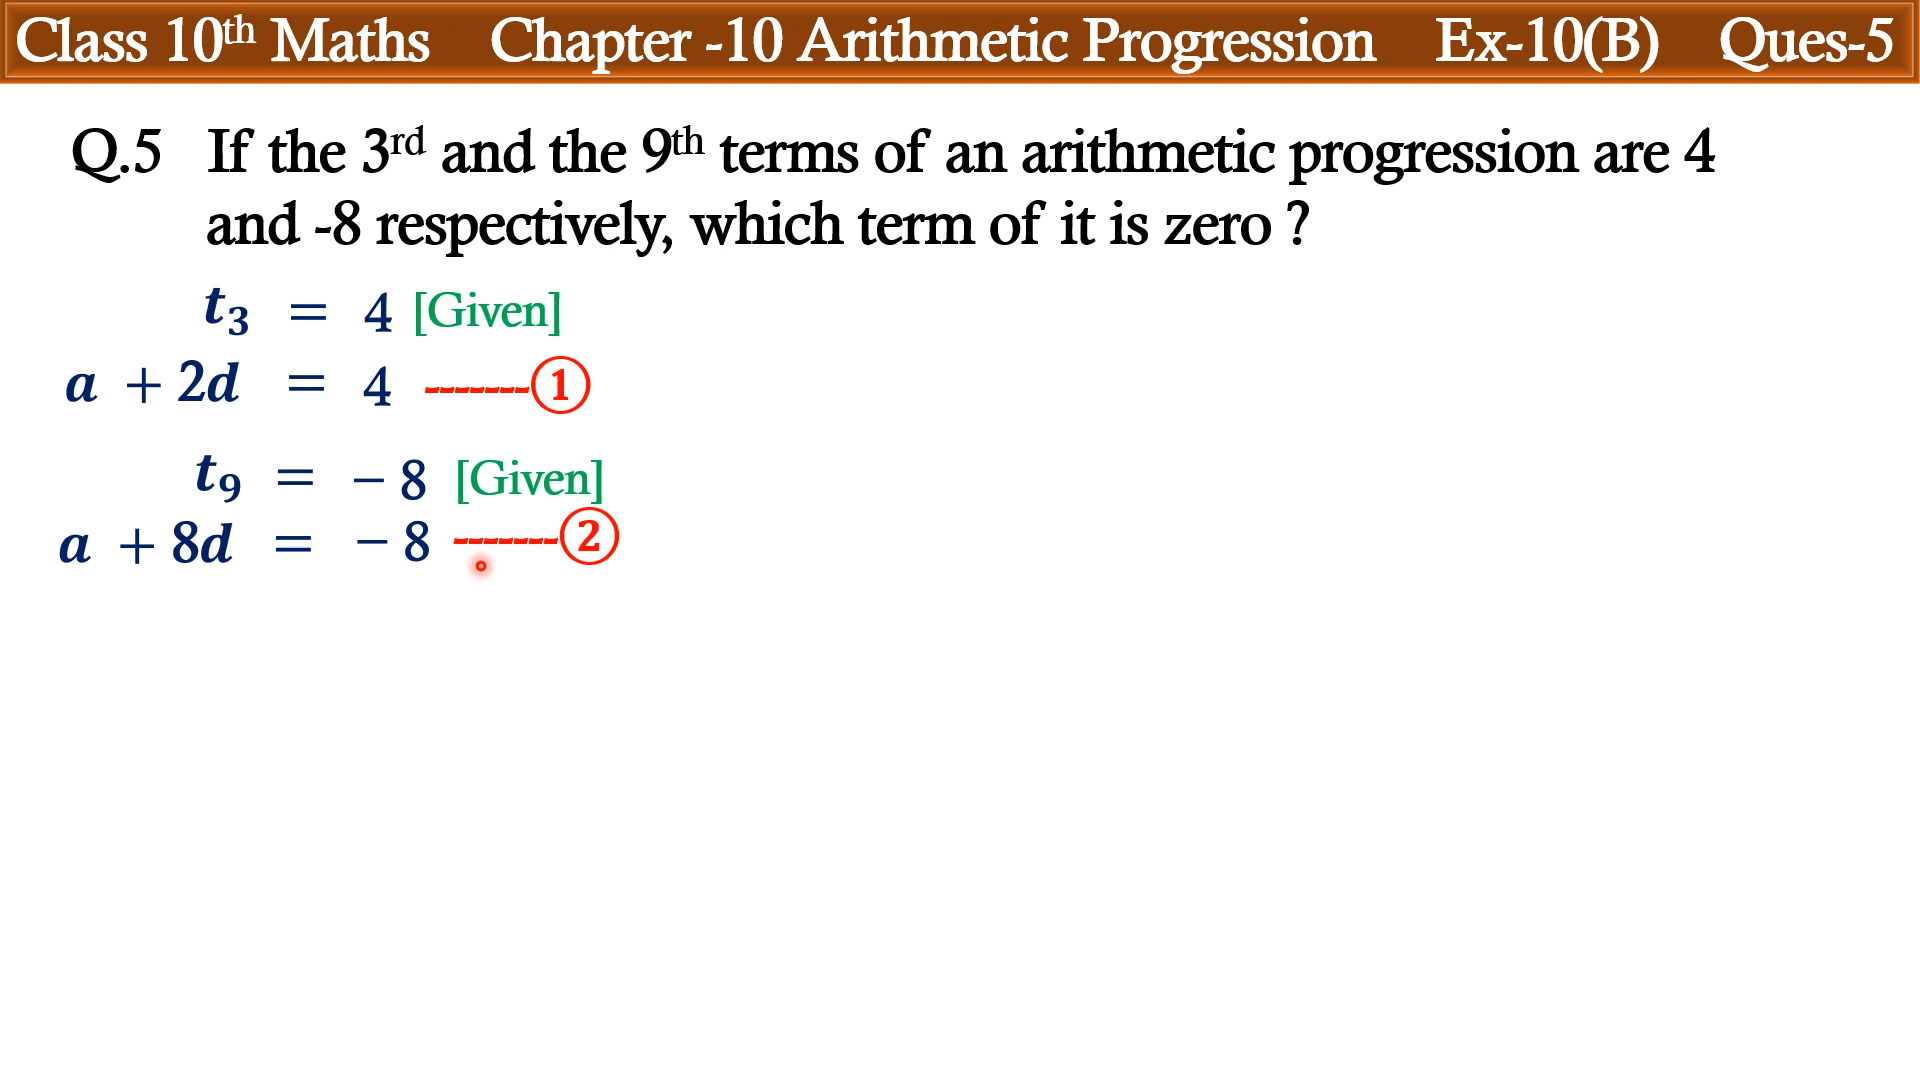 Class 10th Maths Chapter -10 Arithmetic Progression Ex-10(B) Ques-5
Q.5 If the 3rd and the 9th terms of an arithmetic progression are 4
and -8 respectively, which term of it is zero ?
t₃ = 4 [Given]
a + 2d = 4 -------①
t₉ = – 8 [Given]
a + 8d = – 8 -------②